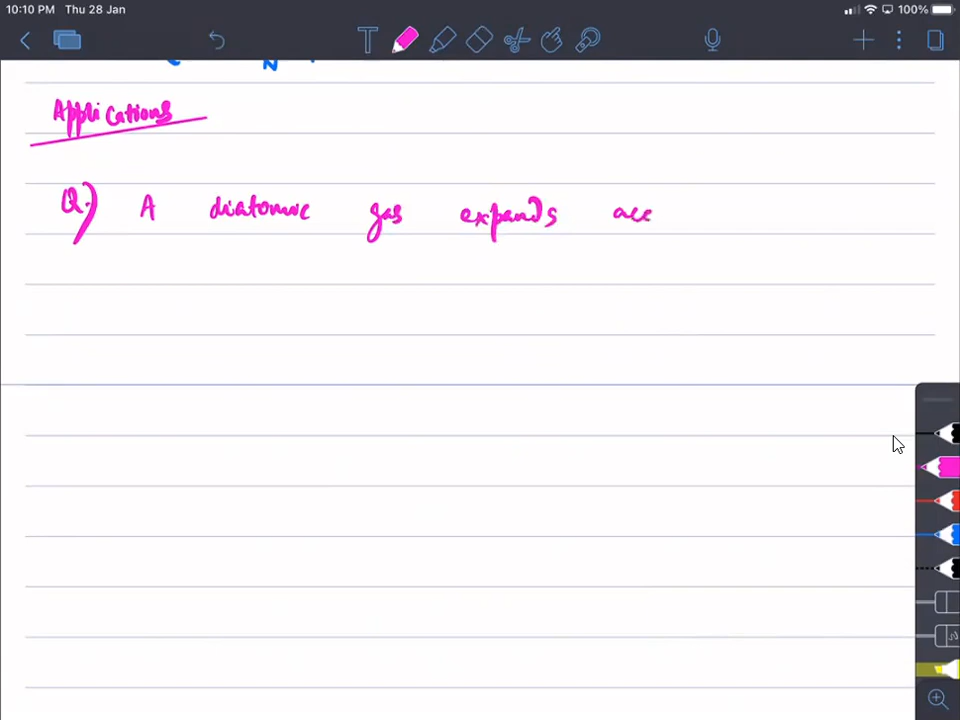 10:10 PM Thu 28 Jan 100%
T
Applications
Q.) A diatomic gas expands acc